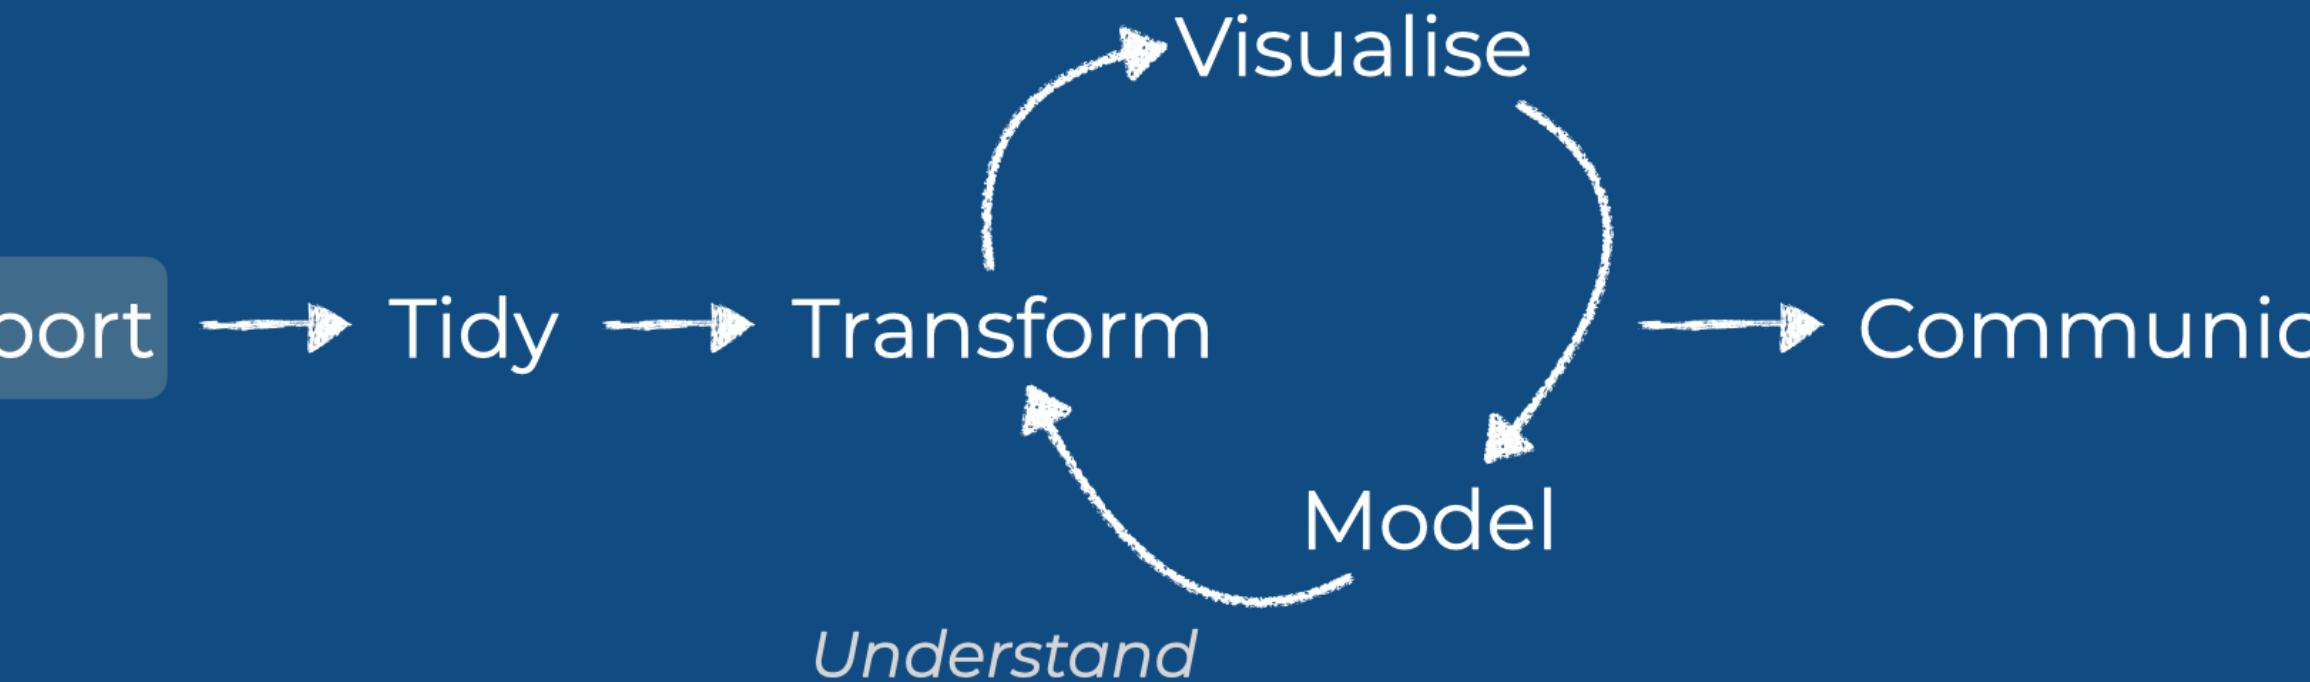 Visualise
port
Tidy
Transform
Communic
Model
Understand